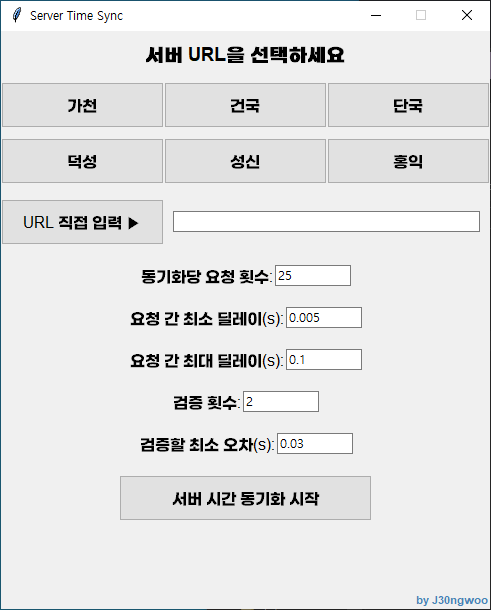 Server Time Sync
서버 URL을 선택하세요
가천 건국 단국
덕성 성신 홍익
URL 직접 입력 ▶
동기화당 요청 횟수: 25
요청 간 최소 딜레이(s): 0.005
요청 간 최대 딜레이(s): 0.1
검증 횟수: 2
검증할 최소 오차(s): 0.03
서버 시간 동기화 시작
by J30ngwoo